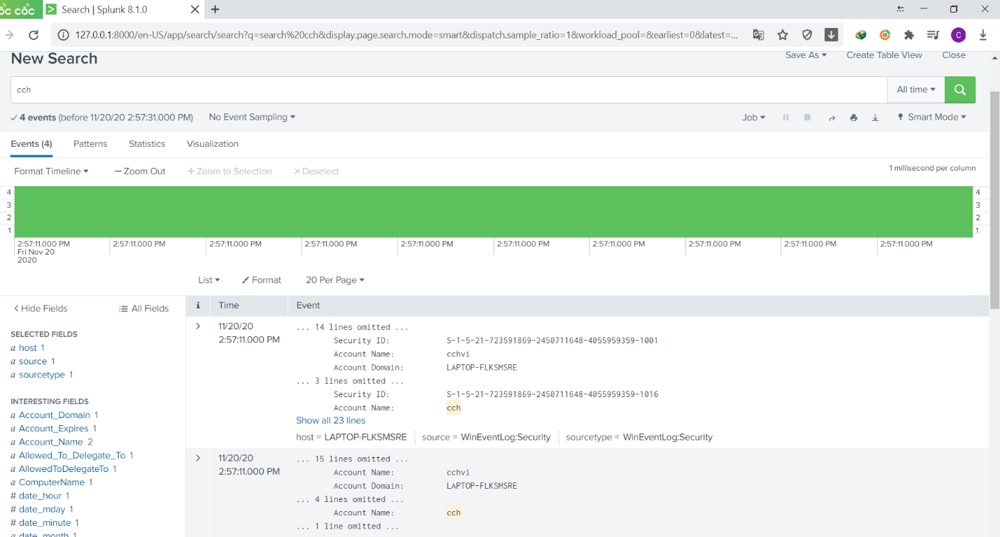 ốc cốc
Search | Splunk 8.1.0
127.0.0.1:8000/en-US/app/search/search?q=search%20cch&display.page.search.mode=smart&dispatch.sample_ratio=1&workload_pool=&earliest=0&latest=...
C
New Search
Save As
Create Table View
Close
cch
All time
4 events (before 11/20/20 2:57:31.000 PM)
No Event Sampling
Job
Smart Mode
Events (4)
Patterns
Statistics
Visualization
Format Timeline
— Zoom Out
+ Zoom to Selection
× Deselect
1 millisecond per column
4
4
3
3
2
2
1
1
2:57:11.000 PM
Fri Nov 20
2020
2:57:11.000 PM
2:57:11.000 PM
2:57:11.000 PM
2:57:11.000 PM
2:57:11.000 PM
2:57:11.000 PM
2:57:11.000 PM
2:57:11.000 PM
2:57:11.000 PM
List
Format
20 Per Page
< Hide Fields
All Fields
SELECTED FIELDS
a host 1
a source 1
a sourcetype 1
INTERESTING FIELDS
a Account_Domain 1
a Account_Expires 1
a Account_Name 2
a Allowed_To_Delegate_To 1
a AllowedToDelegateTo 1
a ComputerName 1
# date_hour 1
# date_mday 1
# date_minute 1
a date_month 1
i
Time
Event
>
11/20/20
2:57:11.000 PM
... 14 lines omitted ...
Security ID: S-1-5-21-723591869-2450711648-4055959359-1001
Account Name: cchvi
Account Domain: LAPTOP-FLKSMSRE
... 3 lines omitted ...
Security ID: S-1-5-21-723591869-2450711648-4055959359-1016
Account Name: cch
Show all 23 lines
host = LAPTOP-FLKSMSRE
source = WinEventLog:Security
sourcetype = WinEventLog:Security
>
11/20/20
2:57:11.000 PM
... 15 lines omitted ...
Account Name: cchvi
Account Domain: LAPTOP-FLKSMSRE
... 4 lines omitted ...
Account Name: cch
... 1 line omitted ...